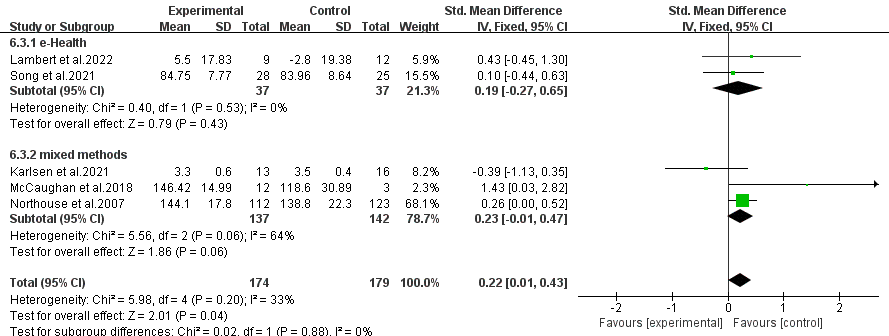 Experimental Control Std. Mean Difference Std. Mean Difference
Study or Subgroup Mean SD Total Mean SD Total Weight IV, Fixed, 95% CI IV, Fixed, 95% CI
6.3.1 e-Health
Lambert et al.2022 5.5 17.83 9 -2.8 19.38 12 5.9% 0.43 [-0.45, 1.30]
Song et al.2021 84.75 7.77 28 83.96 8.64 25 15.5% 0.10 [-0.44, 0.63]
Subtotal (95% CI) 37 37 21.3% 0.19 [-0.27, 0.65]
Heterogeneity: Chi² = 0.40, df = 1 (P = 0.53); I² = 0%
Test for overall effect: Z = 0.79 (P = 0.43)
6.3.2 mixed methods
Karlsen et al.2021 3.3 0.6 13 3.5 0.4 16 8.2% -0.39 [-1.13, 0.35]
McCaughan et al.2018 146.42 14.99 12 118.6 30.89 3 2.3% 1.43 [0.03, 2.82]
Northouse et al.2007 144.1 17.8 112 138.8 22.3 123 68.1% 0.26 [0.00, 0.52]
Subtotal (95% CI) 137 142 78.7% 0.23 [-0.01, 0.47]
Heterogeneity: Chi² = 5.56, df = 2 (P = 0.06); I² = 64%
Test for overall effect: Z = 1.86 (P = 0.06)
Total (95% CI) 174 179 100.0% 0.22 [0.01, 0.43]
Heterogeneity: Chi² = 5.98, df = 4 (P = 0.20); I² = 33%
Test for overall effect: Z = 2.01 (P = 0.04)
Test for subgroup differences: Chi² = 0.02, df = 1 (P = 0.88), I² = 0%
-2 -1 0 1 2
Favours [experimental] Favours [control]